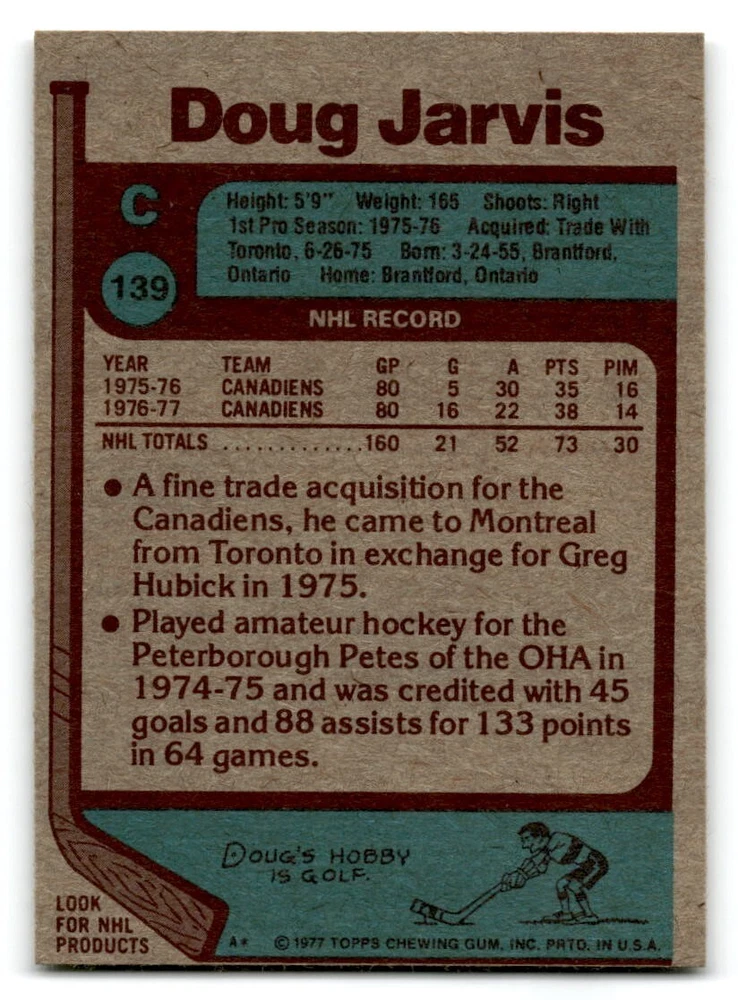 Doug Jarvis
C
Height: 5'9" Weight: 165 Shoots: Right
1st Pro Season: 1975-76 Acquired: Trade With
Toronto, 6-26-75 Born: 3-24-55, Brantford,
Ontario Home: Brantford, Ontario
139
NHL RECORD
YEAR TEAM GP G A PTS PIM
1975-76 CANADIENS 80 5 30 35 16
1976-77 CANADIENS 80 16 22 38 14
NHL TOTALS .............160 21 52 73 30
● A fine trade acquisition for the
Canadiens, he came to Montreal
from Toronto in exchange for Greg
Hubick in 1975.
● Played amateur hockey for the
Peterborough Petes of the OHA in
1974-75 and was credited with 45
goals and 88 assists for 133 points
in 64 games.
DOUG'S HOBBY
IS GOLF.
LOOK
FOR NHL
PRODUCTS
A* © 1977 TOPPS CHEWING GUM, INC. PRTD. IN U.S.A.